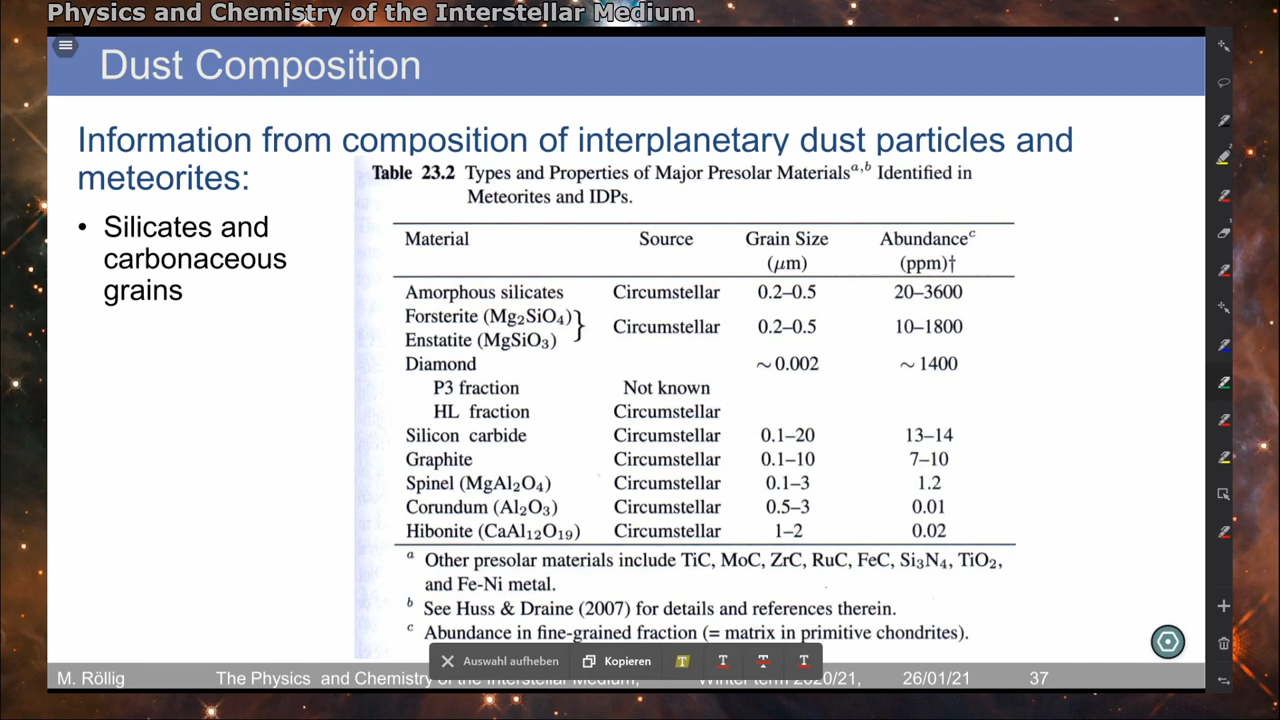 Physics and Chemistry of the Interstellar Medium
Dust Composition
Information from composition of interplanetary dust particles and
meteorites:
• Silicates and
carbonaceous
grains
Table 23.2 Types and Properties of Major Presolar Materials^a,b Identified in
Meteorites and IDPs.
Material Source Grain Size Abundance^c
(μm) (ppm)†
Amorphous silicates Circumstellar 0.2–0.5 20–3600
Forsterite (Mg₂SiO₄)
Enstatite (MgSiO₃) } Circumstellar 0.2–0.5 10–1800
Diamond ~0.002 ~1400
P3 fraction Not known
HL fraction Circumstellar
Silicon carbide Circumstellar 0.1–20 13–14
Graphite Circumstellar 0.1–10 7–10
Spinel (MgAl₂O₄) Circumstellar 0.1–3 1.2
Corundum (Al₂O₃) Circumstellar 0.5–3 0.01
Hibonite (CaAl₁₂O₁₉) Circumstellar 1–2 0.02
a Other presolar materials include TiC, MoC, ZrC, RuC, FeC, Si₃N₄, TiO₂,
and Fe-Ni metal.
b See Huss & Draine (2007) for details and references therein.
c Abundance in fine-grained fraction (= matrix in primitive chondrites).
Auswahl aufheben Kopieren T T T T
M. Röllig The Physics and Chemistry of the Interstellar Medium, Winter term 2020/21, 26/01/21 37